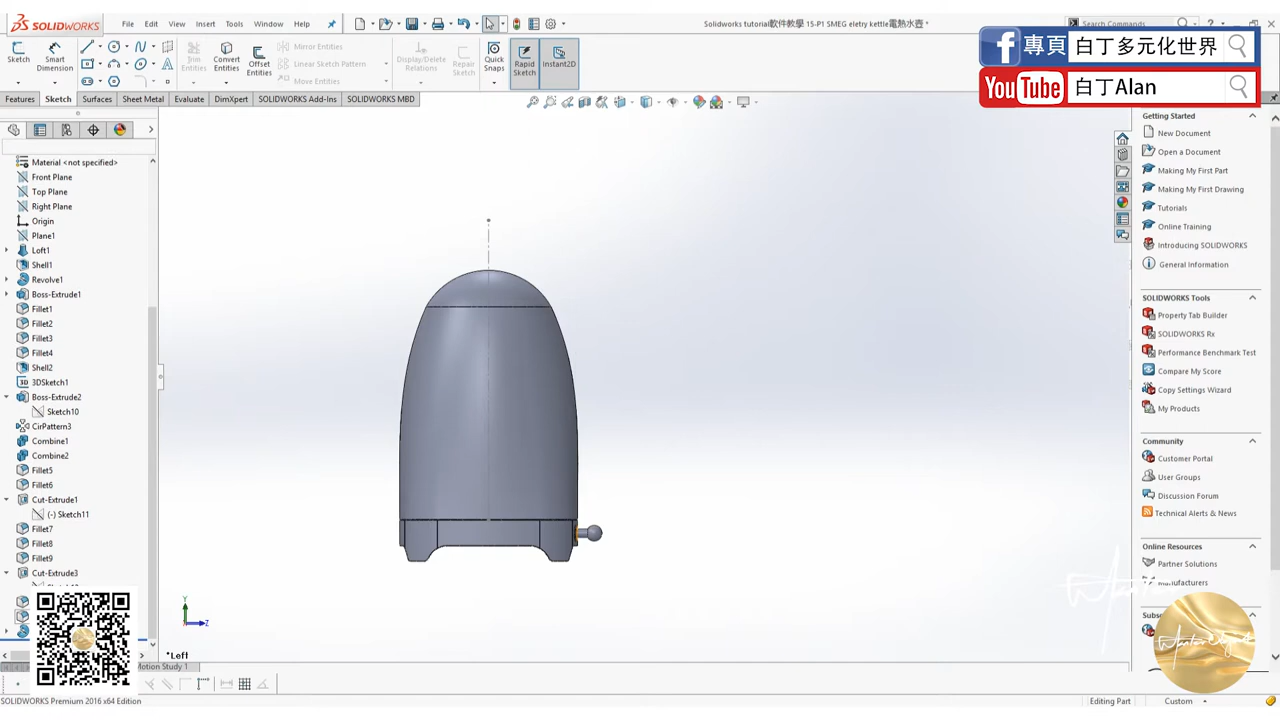 SOLIDWORKS
File Edit View Insert Tools Window Help
Solidworks tutorial軟件教學 15-P1 SMEG eletry kettle電熱水壺 *
Search Commands
專頁 白丁多元化世界
YouTube 白丁Alan
Sketch
Smart Dimension
Trim Entities
Convert Entities
Offset Entities
Mirror Entities
Linear Sketch Pattern
Move Entities
Display/Delete Relations
Repair Sketch
Quick Snaps
Rapid Sketch
Instant2D
Features Sketch Surfaces Sheet Metal Evaluate DimXpert SOLIDWORKS Add-Ins SOLIDWORKS MBD
Material <not specified>
Front Plane
Top Plane
Right Plane
Origin
Plane1
Loft1
Shell1
Revolve1
Boss-Extrude1
Fillet1
Fillet2
Fillet3
Fillet4
Shell2
3DSketch1
Boss-Extrude2
Sketch10
CirPattern3
Combine1
Combine2
Fillet5
Fillet6
Cut-Extrude1
(-) Sketch11
Fillet7
Fillet8
Fillet9
Cut-Extrude3
Y
Z
*Left
Motion Study 1
SOLIDWORKS Premium 2016 x64 Edition
Editing Part
Custom
Getting Started
New Document
Open a Document
Making My First Part
Making My First Drawing
Tutorials
Online Training
Introducing SOLIDWORKS
General Information
SOLIDWORKS Tools
Property Tab Builder
SOLIDWORKS Rx
Performance Benchmark Test
Compare My Score
Copy Settings Wizard
My Products
Community
Customer Portal
User Groups
Discussion Forum
Technical Alerts & News
Online Resources
Partner Solutions
Manufacturers